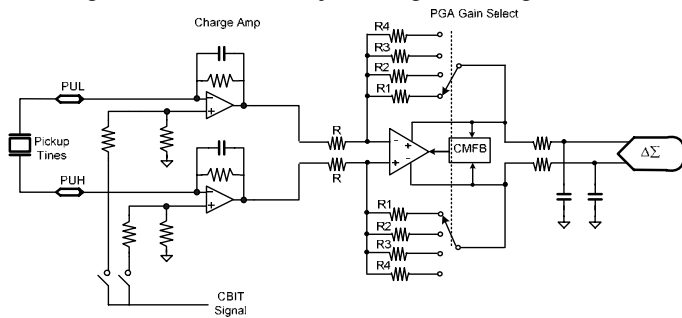 PGA Gain Select
Charge Amp
R4
R3
R2
R1
PUL
R
Pickup
Tines
CMFB
ΔΣ
R
PUH
R1
R2
R3
R4
CBIT
Signal